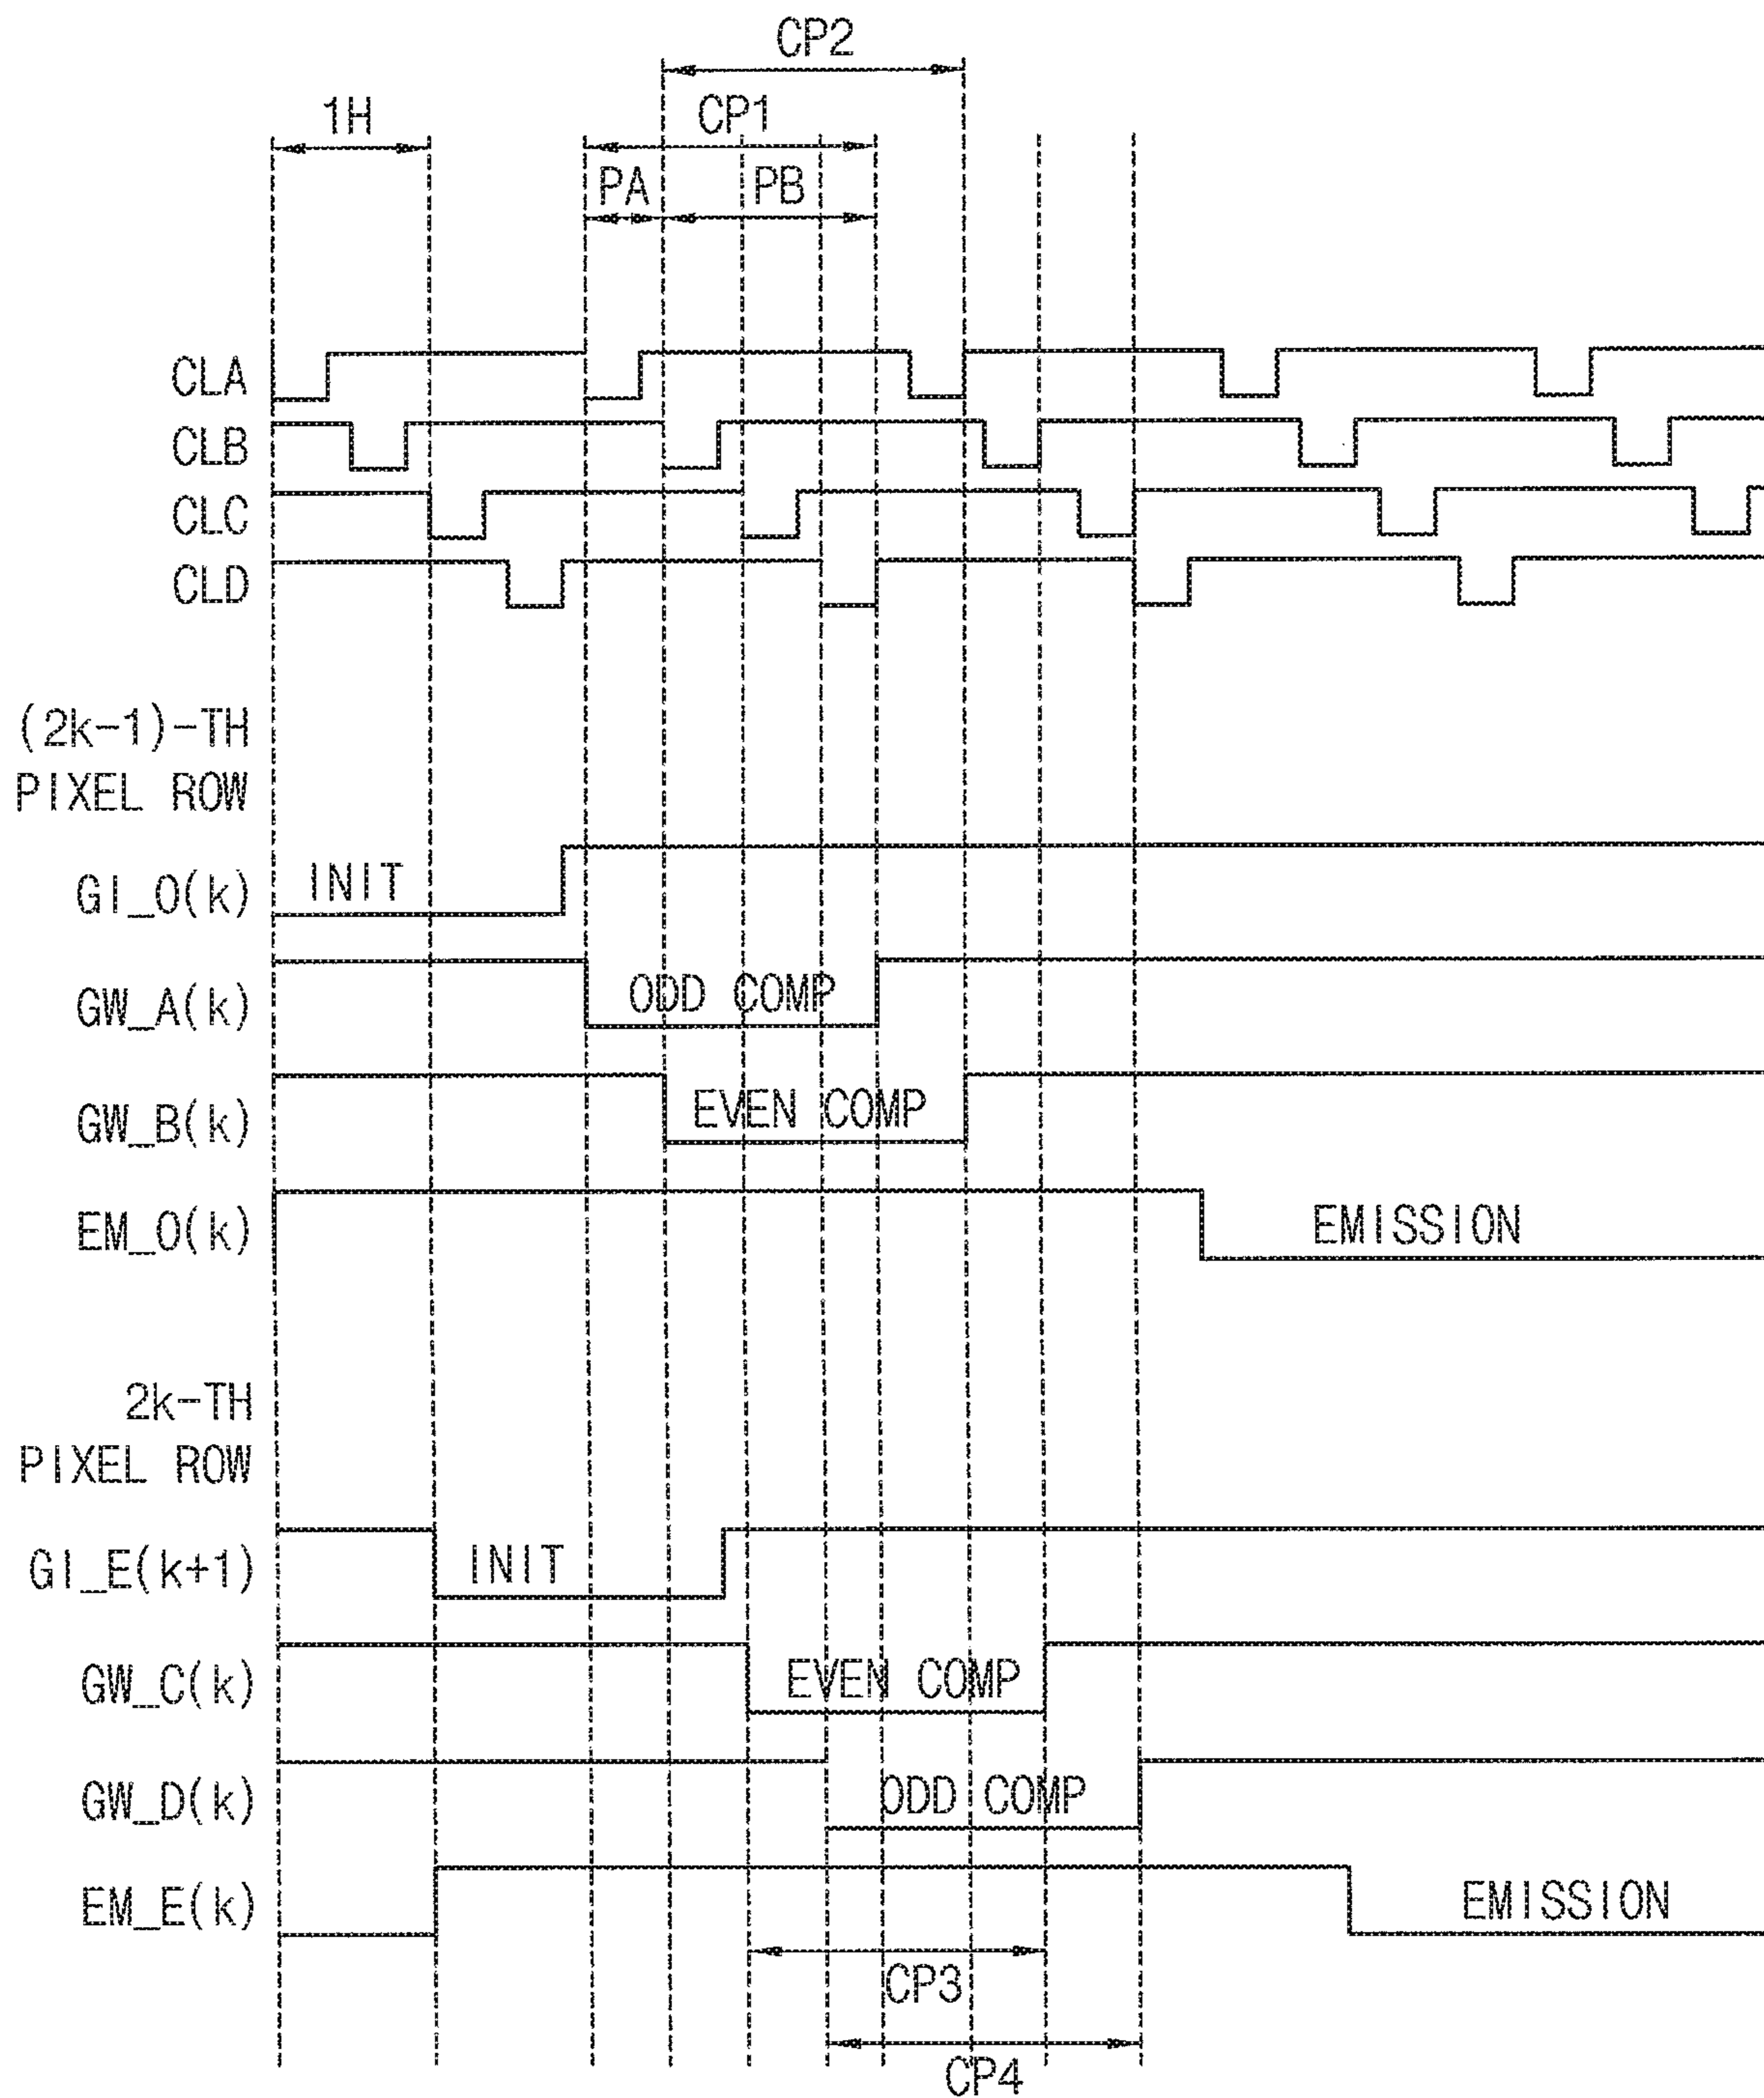 CP2
1H
CP1
PA
PB
CLA
CLB
CLC
CLD
(2k-1)-TH
PIXEL ROW
GI_O(k)
INIT
GW_A(k)
ODD COMP
GW_B(k)
EVEN COMP
EM_O(k)
EMISSION
2k-TH
PIXEL ROW
GI_E(k+1)
INIT
GW_C(k)
EVEN COMP
GW_D(k)
ODD COMP
EM_E(k)
EMISSION
CP3
CP4